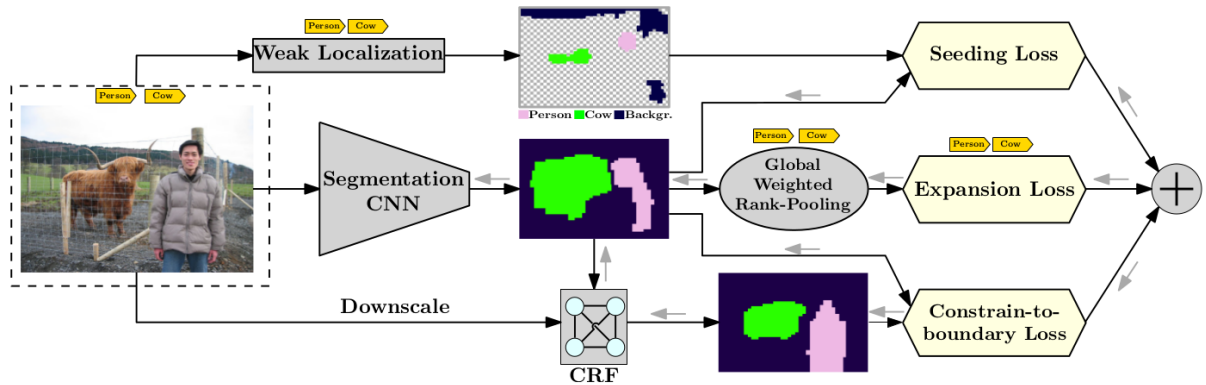 Person Cow
Weak Localization
Person Cow
Person Cow Backgr.
Seeding Loss
Segmentation
CNN
Person Cow
Global
Weighted
Rank-Pooling
Person Cow
Expansion Loss
Downscale
CRF
Constrain-to-
boundary Loss